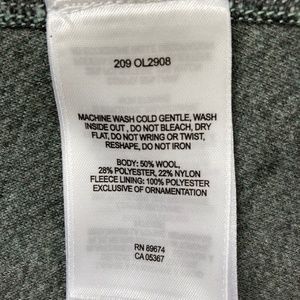 209 OL2908
MACHINE WASH COLD GENTLE, WASH
INSIDE OUT , DO NOT BLEACH, DRY
FLAT, DO NOT WRING OR TWIST,
RESHAPE, DO NOT IRON
BODY: 50% WOOL,
28% POLYESTER, 22% NYLON
FLEECE LINING: 100% POLYESTER
EXCLUSIVE OF ORNAMENTATION
RN 89674
CA 05367